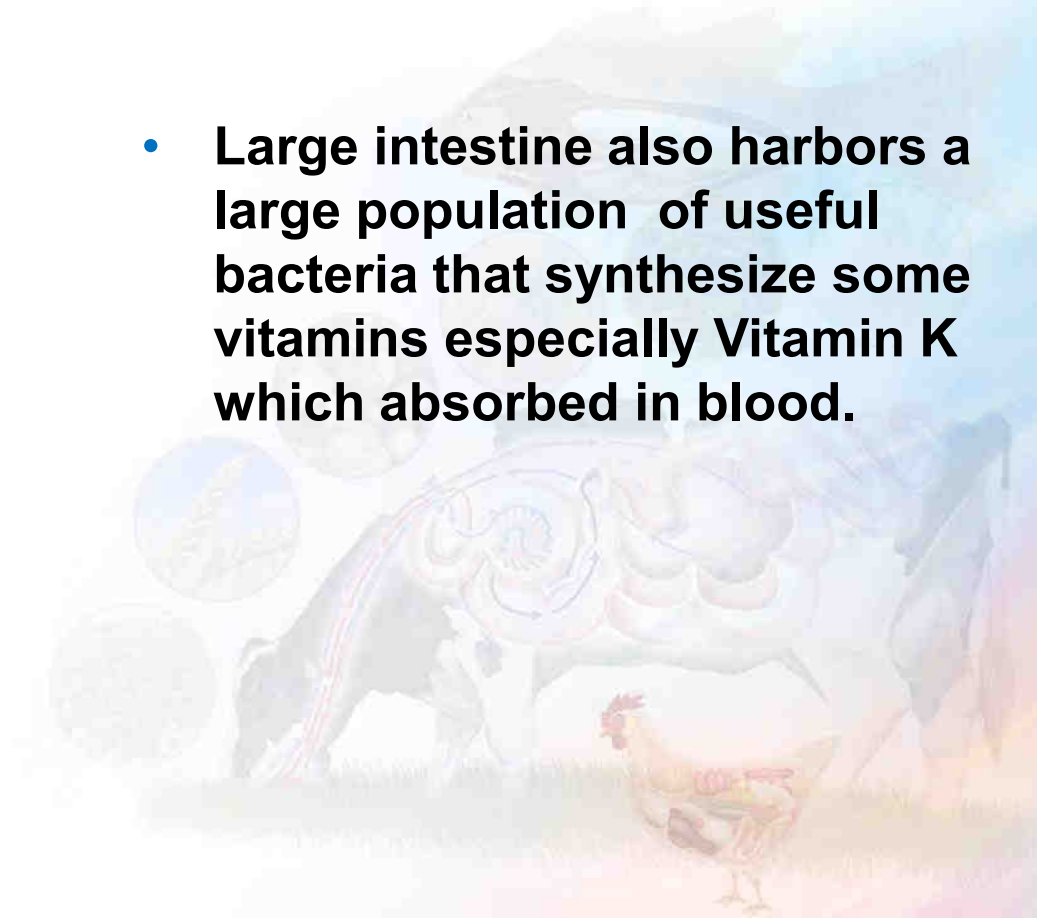 • Large intestine also harbors a
large population  of useful
bacteria that synthesize some
vitamins especially Vitamin K
which absorbed in blood.